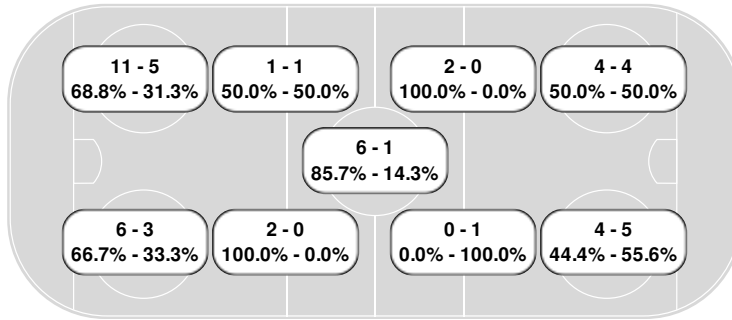 11 - 5
68.8% - 31.3%
1 - 1
50.0% - 50.0%
2 - 0
100.0% - 0.0%
4 - 4
50.0% - 50.0%
6 - 1
85.7% - 14.3%
6 - 3
66.7% - 33.3%
2 - 0
100.0% - 0.0%
0 - 1
0.0% - 100.0%
4 - 5
44.4% - 55.6%